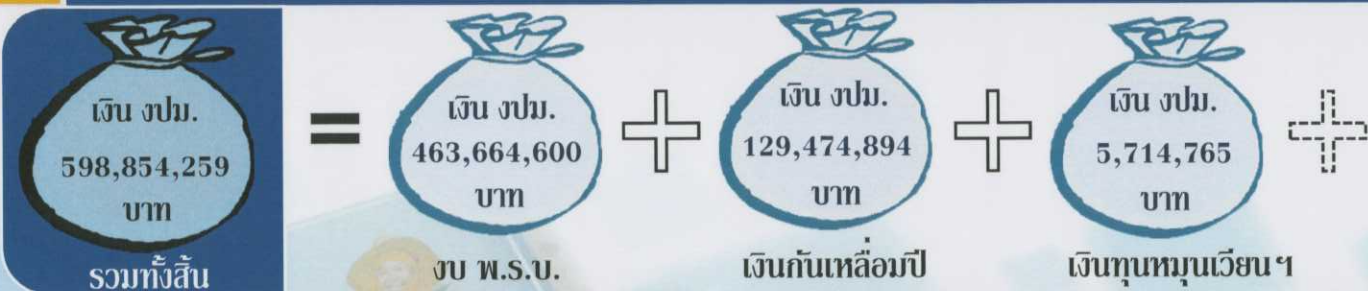 เงิน งปม.
598,854,259
บาท
รวมทั้งสิ้น
=
เงิน งปม.
463,664,600
บาท
งบ พ.ร.บ.
+
เงิน งปม.
129,474,894
บาท
เงินกันเหลื่อมปี
+
เงิน งปม.
5,714,765
บาท
เงินทุนหมุนเวียนฯ
+